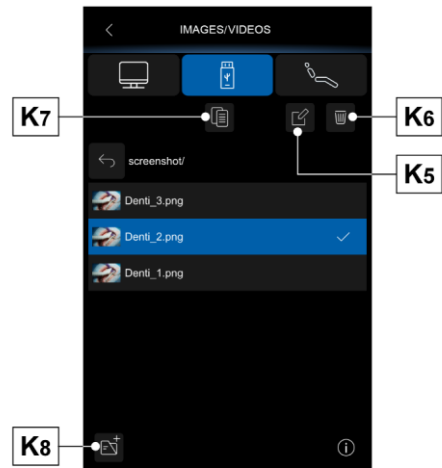 IMAGES/VIDEOS
K7
K6
K5
screenshot/
Denti_3.png
Denti_2.png
Denti_1.png
K8